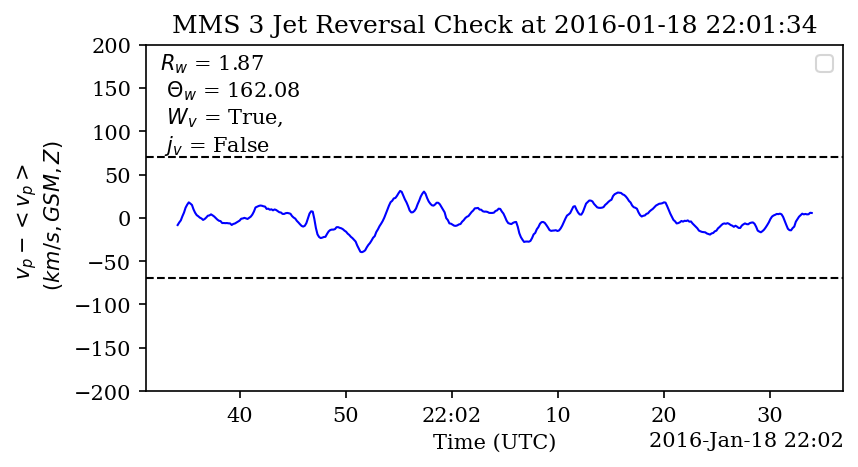 MMS 3 Jet Reversal Check at 2016-01-18 22:01:34
R_w = 1.87
Θ_w = 162.08
W_v = True,
j_v = False
v_p − < v_p >
(km/s, GSM, Z)
200
150
100
50
0
−50
−100
−150
−200
40 50 22:02 10 20 30
Time (UTC)
2016-Jan-18 22:02